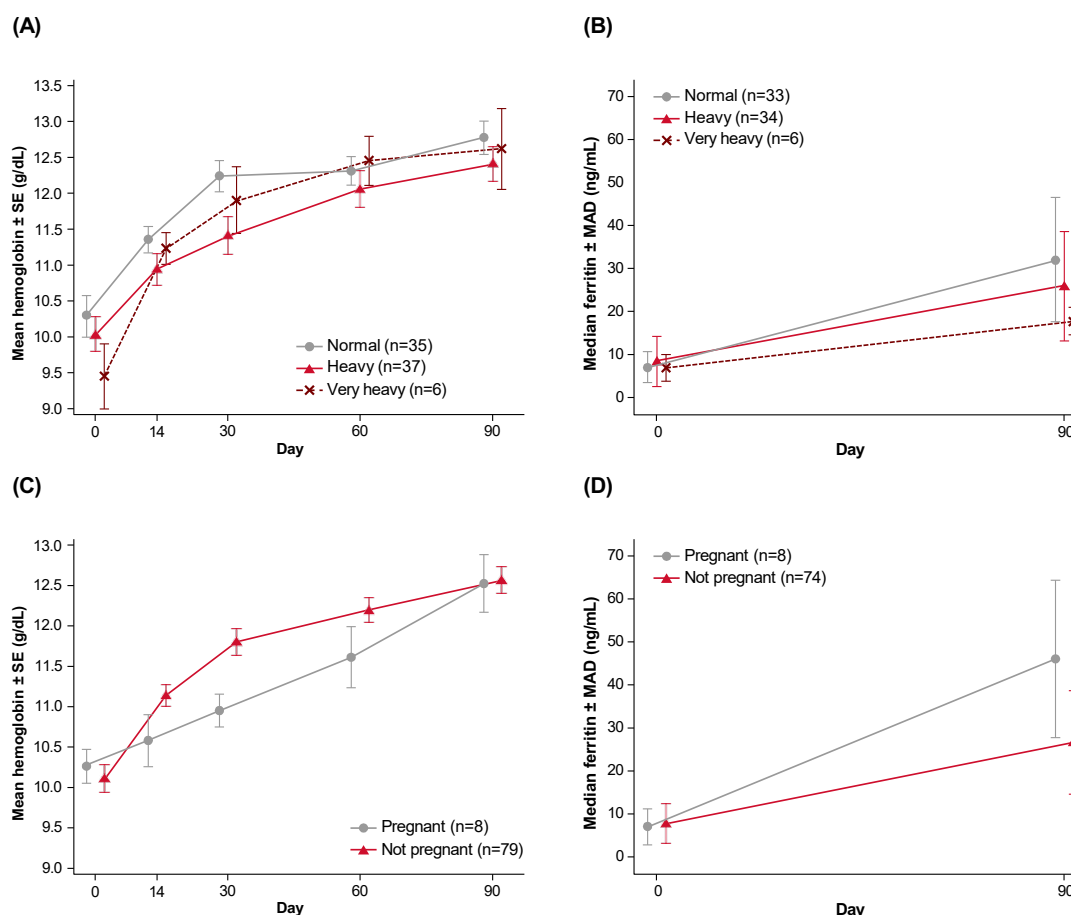 (A)
Mean hemoglobin ± SE (g/dL)
13.5
13.0
12.5
12.0
11.5
11.0
10.5
10.0
9.5
9.0
Normal (n=35)
Heavy (n=37)
Very heavy (n=6)
0 14 30 60 90
Day
(B)
Median ferritin ± MAD (ng/mL)
70
60
50
40
30
20
10
0
Normal (n=33)
Heavy (n=34)
Very heavy (n=6)
0 90
Day
(C)
Mean hemoglobin ± SE (g/dL)
13.0
12.5
12.0
11.5
11.0
10.5
10.0
9.5
9.0
Pregnant (n=8)
Not pregnant (n=79)
0 14 30 60 90
Day
(D)
Median ferritin ± MAD (ng/mL)
70
60
50
40
30
20
10
0
Pregnant (n=8)
Not pregnant (n=74)
0 90
Day